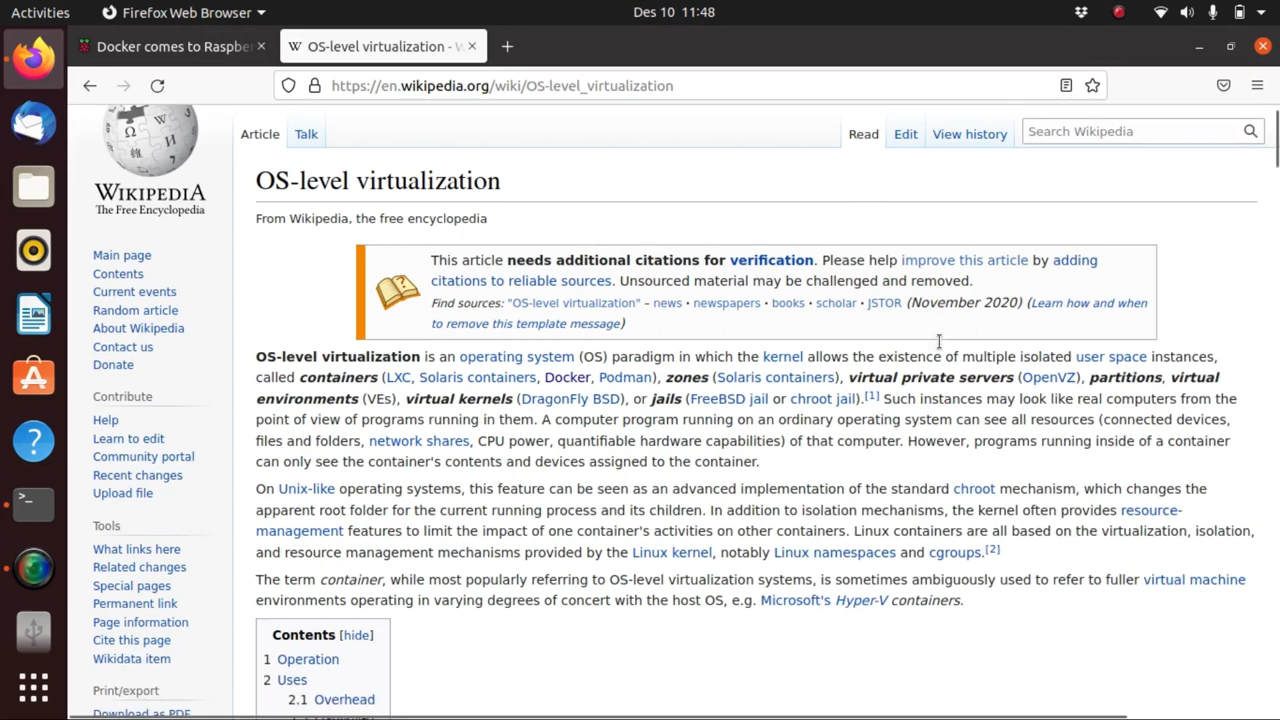 Activities Firefox Web Browser Des 10 11:48
Docker comes to Raspber × OS-level virtualization - W ×
https://en.wikipedia.org/wiki/OS-level_virtualization
Article Talk Read Edit View history Search Wikipedia
WIKIPEDIA
The Free Encyclopedia
Main page
Contents
Current events
Random article
About Wikipedia
Contact us
Donate
Contribute
Help
Learn to edit
Community portal
Recent changes
Upload file
Tools
What links here
Related changes
Special pages
Permanent link
Page information
Cite this page
Wikidata item
Print/export
Download as PDF
OS-level virtualization
From Wikipedia, the free encyclopedia
This article needs additional citations for verification. Please help improve this article by adding
citations to reliable sources. Unsourced material may be challenged and removed.
Find sources: "OS-level virtualization" – news · newspapers · books · scholar · JSTOR (November 2020) (Learn how and when
to remove this template message)
OS-level virtualization is an operating system (OS) paradigm in which the kernel allows the existence of multiple isolated user space instances,
called containers (LXC, Solaris containers, Docker, Podman), zones (Solaris containers), virtual private servers (OpenVZ), partitions, virtual
environments (VEs), virtual kernels (DragonFly BSD), or jails (FreeBSD jail or chroot jail).[1] Such instances may look like real computers from the
point of view of programs running in them. A computer program running on an ordinary operating system can see all resources (connected devices,
files and folders, network shares, CPU power, quantifiable hardware capabilities) of that computer. However, programs running inside of a container
can only see the container's contents and devices assigned to the container.
On Unix-like operating systems, this feature can be seen as an advanced implementation of the standard chroot mechanism, which changes the
apparent root folder for the current running process and its children. In addition to isolation mechanisms, the kernel often provides resource-
management features to limit the impact of one container's activities on other containers. Linux containers are all based on the virtualization, isolation,
and resource management mechanisms provided by the Linux kernel, notably Linux namespaces and cgroups.[2]
The term container, while most popularly referring to OS-level virtualization systems, is sometimes ambiguously used to refer to fuller virtual machine
environments operating in varying degrees of concert with the host OS, e.g. Microsoft's Hyper-V containers.
Contents [hide]
1 Operation
2 Uses
2.1 Overhead